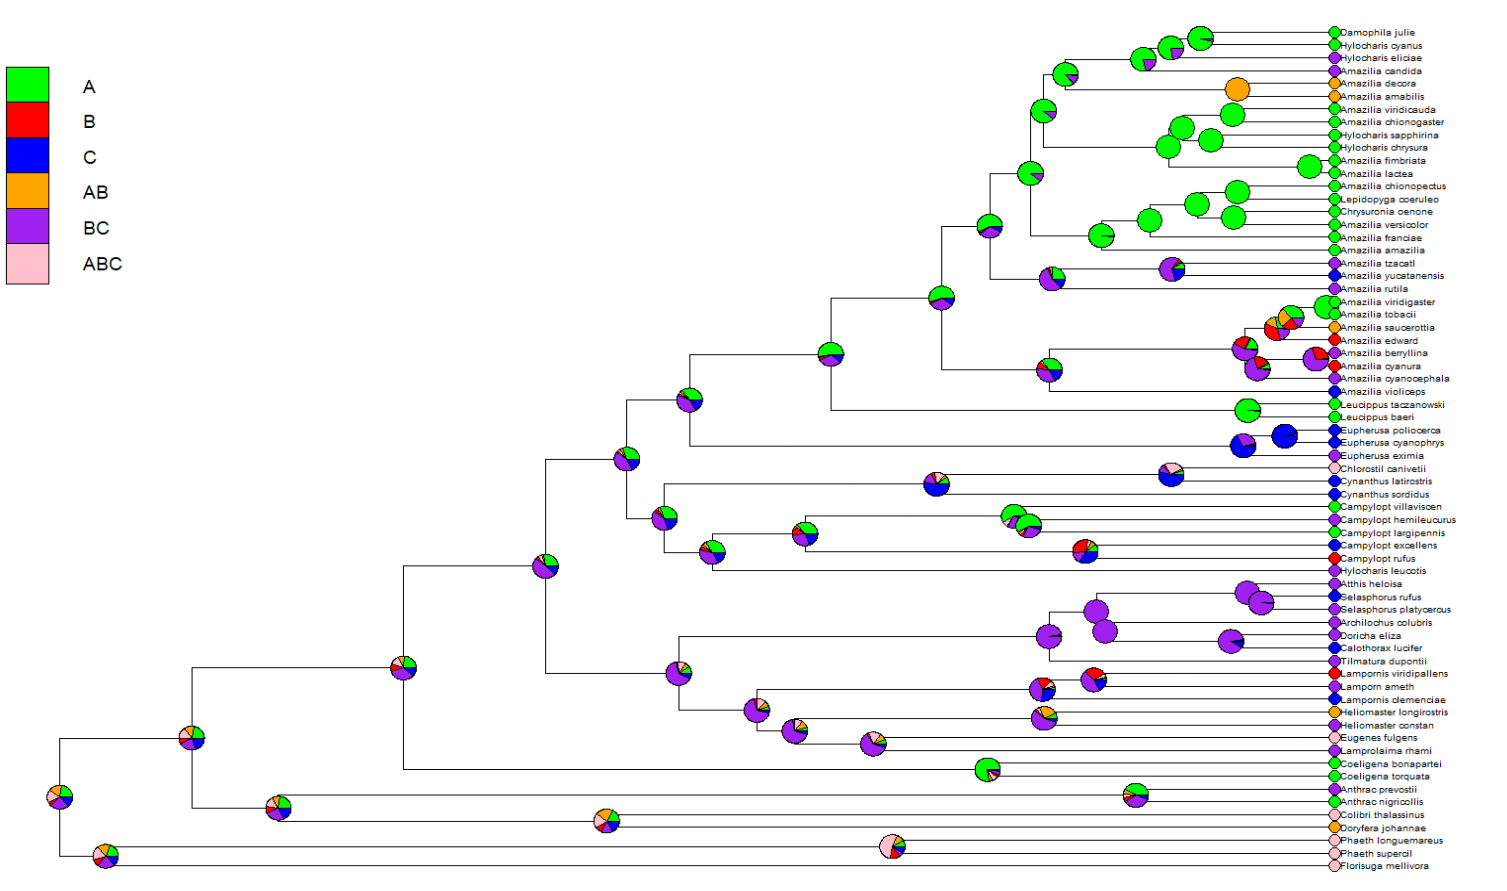 A
B
C
AB
BC
ABC
Damophila julie
Hylocharis cyanus
Hylocharis eliciae
Amazilia candida
Amazilia decora
Amazilia amabilis
Amazilia viridicauda
Amazilia chionogaster
Hylocharis sapphirina
Hylocharis chrysura
Amazilia fimbriata
Amazilia lactea
Amazilia chionopectus
Lepidopyga coeruleo
Chrysuronia oenone
Amazilia versicolor
Amazilia franciae
Amazilia amazilia
Amazilia tzacatl
Amazilia yucatanensis
Amazilia rutila
Amazilia viridigaster
Amazilia tobacii
Amazilia saucerottia
Amazilia edward
Amazilia beryllina
Amazilia cyanura
Amazilia cyanocephala
Amazilia violiceps
Leucippus taczanowski
Leucippus baeri
Eupherusa poliocerca
Eupherusa cyanophrys
Eupherusa eximia
Chlorostil canivetii
Cynanthus latirostris
Cynanthus sordidus
Campylopt villaviscen
Campylopt hemileucurus
Campylopt largipennis
Campylopt excellens
Campylopt rufus
Hylocharis leucotis
Atthis heloisa
Selasphorus rufus
Selasphorus platycercus
Archilochus colubris
Doricha eliza
Calothorax lucifer
Tilmatura dupontii
Lampornis viridipallens
Lamporn ameth
Lampornis clemenciae
Heliomaster longirostris
Heliomaster constan
Eugenes fulgens
Lamprolaima rhami
Coeligena bonapartei
Coeligena torquata
Anthrac prevostii
Anthrac nigricollis
Colibri thalassinus
Doryfera johannae
Phaeth longuemareus
Phaeth supercil
Florisuga mellivora